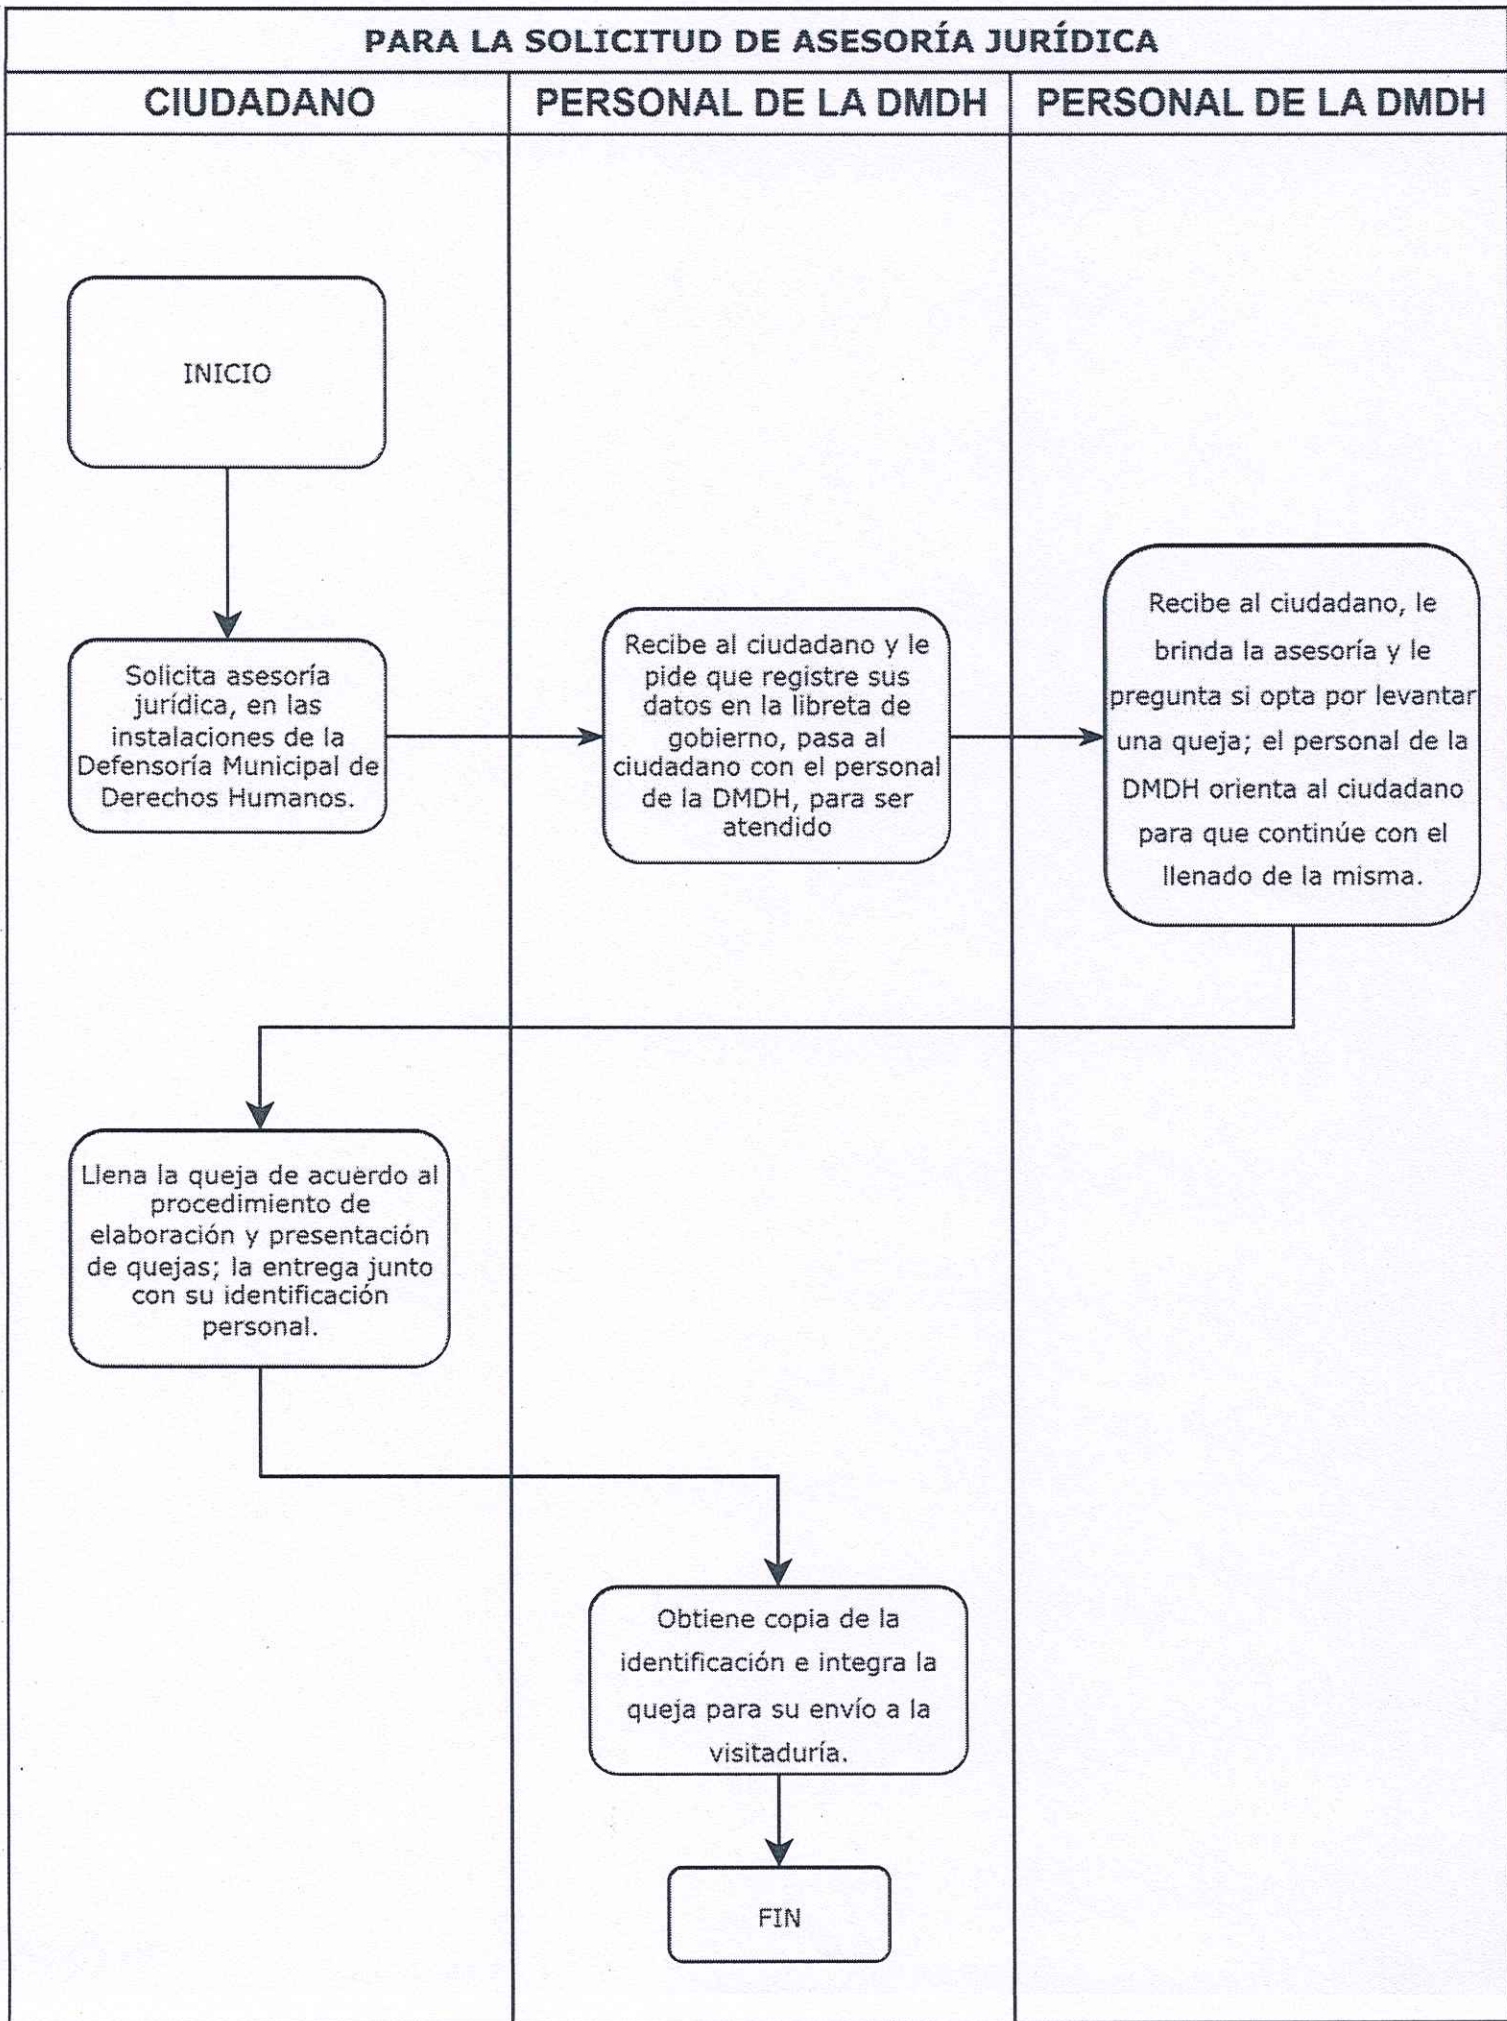 PARA LA SOLICITUD DE ASESORÍA JURÍDICA
CIUDADANO
PERSONAL DE LA DMDH
PERSONAL DE LA DMDH
INICIO
Solicita asesoría
jurídica, en las
instalaciones de la
Defensoría Municipal de
Derechos Humanos.
Recibe al ciudadano y le
pide que registre sus
datos en la libreta de
gobierno, pasa al
ciudadano con el personal
de la DMDH, para ser
atendido
Recibe al ciudadano, le
brinda la asesoría y le
pregunta si opta por levantar
una queja; el personal de la
DMDH orienta al ciudadano
para que continúe con el
llenado de la misma.
Llena la queja de acuerdo al
procedimiento de
elaboración y presentación
de quejas; la entrega junto
con su identificación
personal.
Obtiene copia de la
identificación e integra la
queja para su envío a la
visitaduría.
FIN